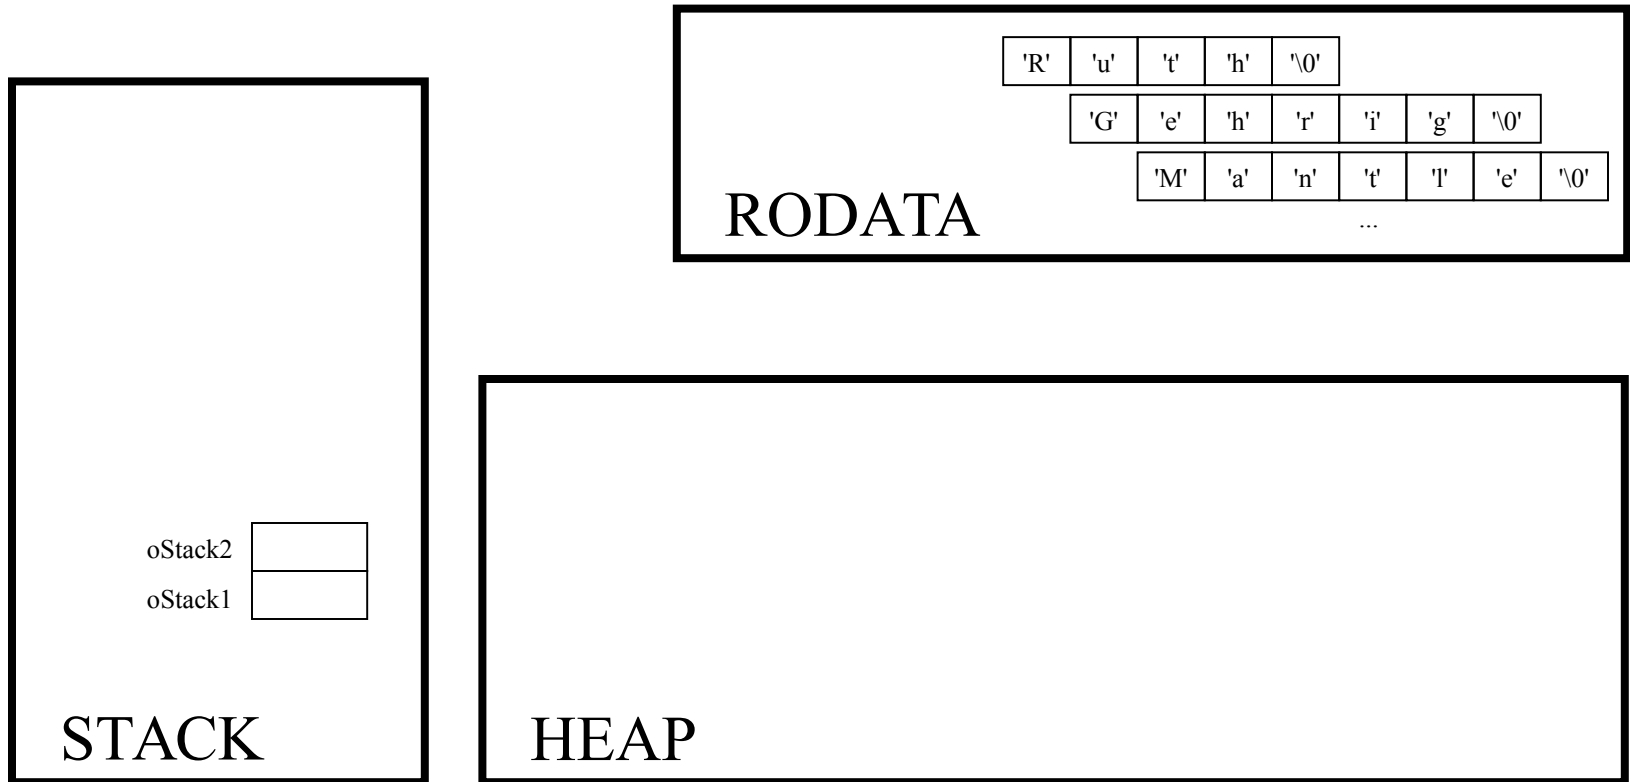 'R' 'u' 't' 'h' '\0'
'G' 'e' 'h' 'r' 'i' 'g' '\0'
'M' 'a' 'n' 't' 'l' 'e' '\0'
...
RODATA
oStack2
oStack1
STACK
HEAP